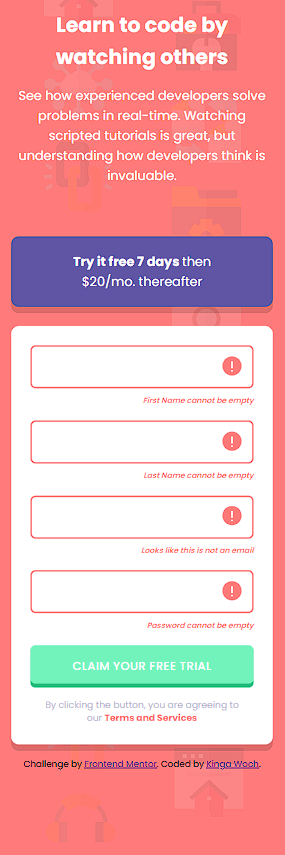 Learn to code by
watching others
See how experienced developers solve
problems in real-time. Watching
scripted tutorials is great, but
understanding how developers think is
invaluable.
Try it free 7 days then
$20/mo. thereafter
First Name cannot be empty
Last Name cannot be empty
Looks like this is not an email
Password cannot be empty
CLAIM YOUR FREE TRIAL
By clicking the button, you are agreeing to
our Terms and Services
Challenge by Frontend Mentor. Coded by Kinga Woch.